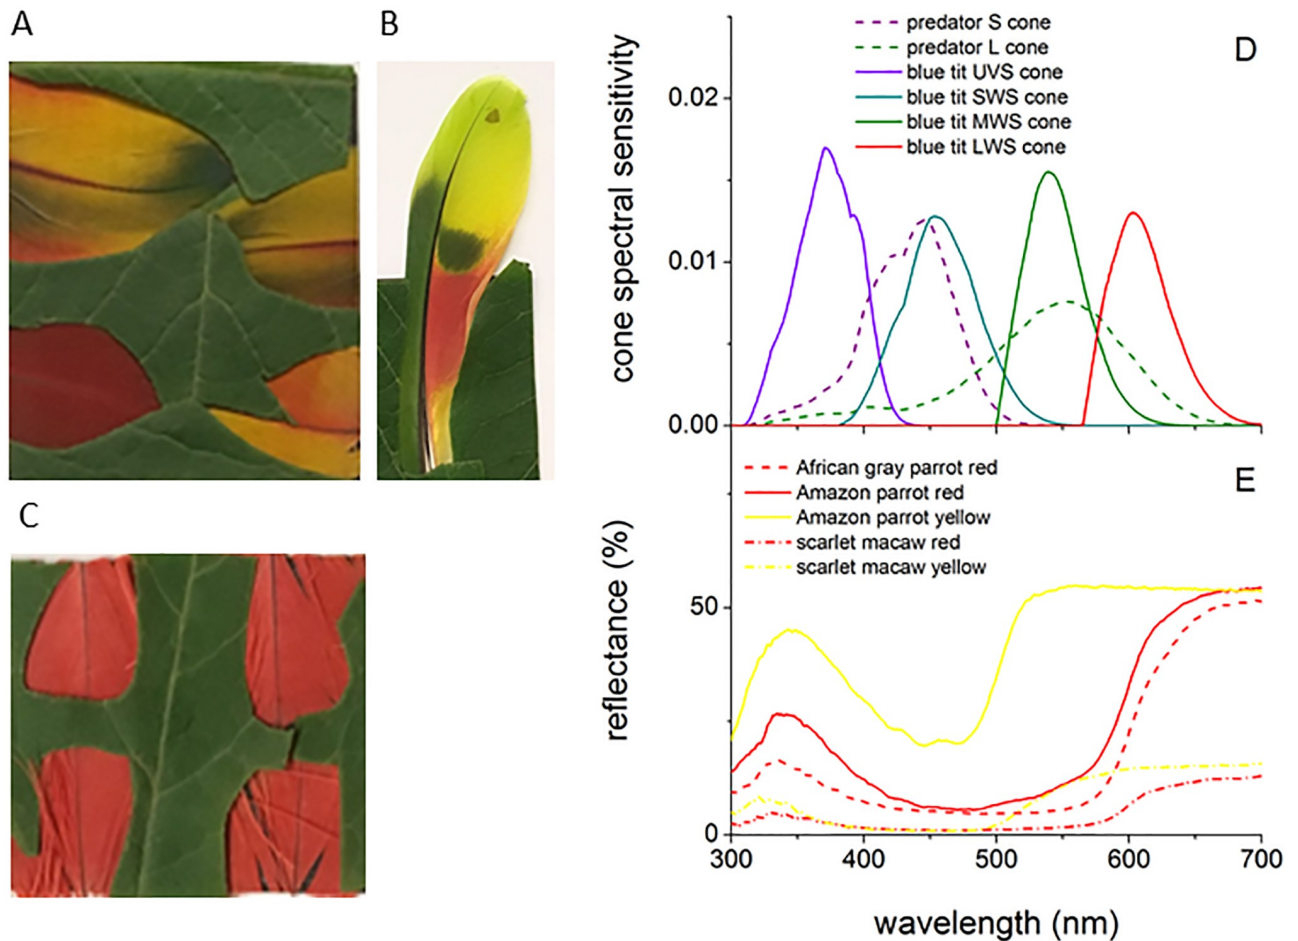 A
B
C
D
cone spectral sensitivity
0.02
0.01
0.00
predator S cone
predator L cone
blue tit UVS cone
blue tit SWS cone
blue tit MWS cone
blue tit LWS cone
E
reflectance (%)
50
0
African gray parrot red
Amazon parrot red
Amazon parrot yellow
scarlet macaw red
scarlet macaw yellow
300 400 500 600 700
wavelength (nm)